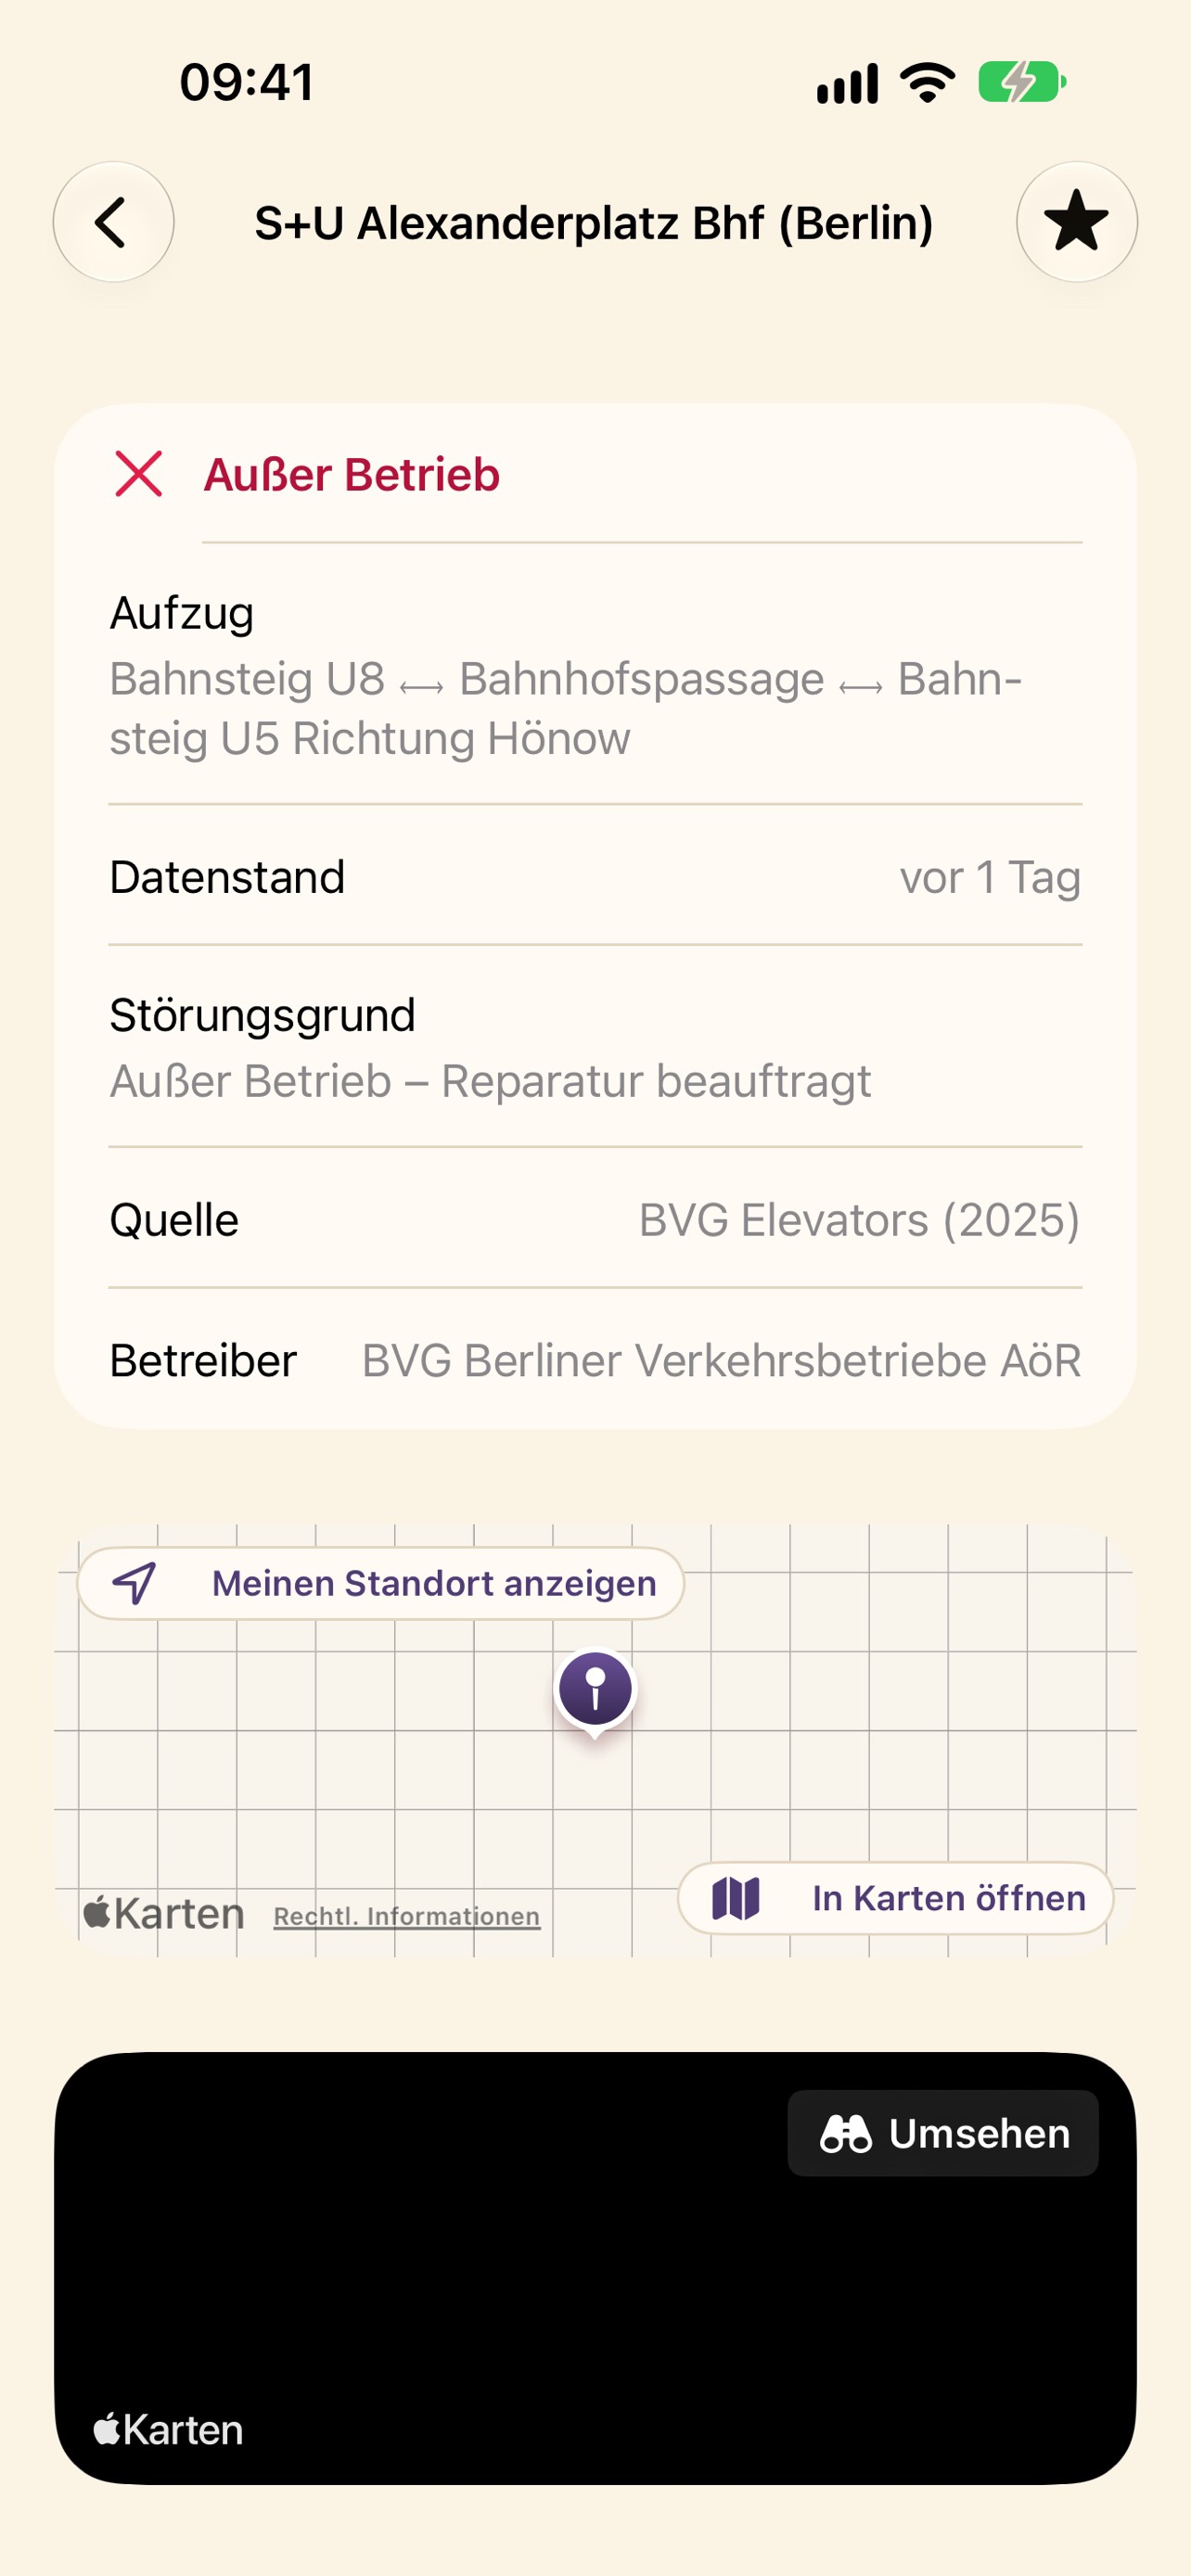 09:41
S+U Alexanderplatz Bhf (Berlin)
Außer Betrieb
Aufzug
Bahnsteig U8 ⟷ Bahnhofspassage ⟷ Bahn-
steig U5 Richtung Hönow
Datenstand vor 1 Tag
Störungsgrund
Außer Betrieb – Reparatur beauftragt
Quelle BVG Elevators (2025)
Betreiber BVG Berliner Verkehrsbetriebe AöR
Meinen Standort anzeigen
In Karten öffnen
Karten Rechtl. Informationen
Umsehen
Karten